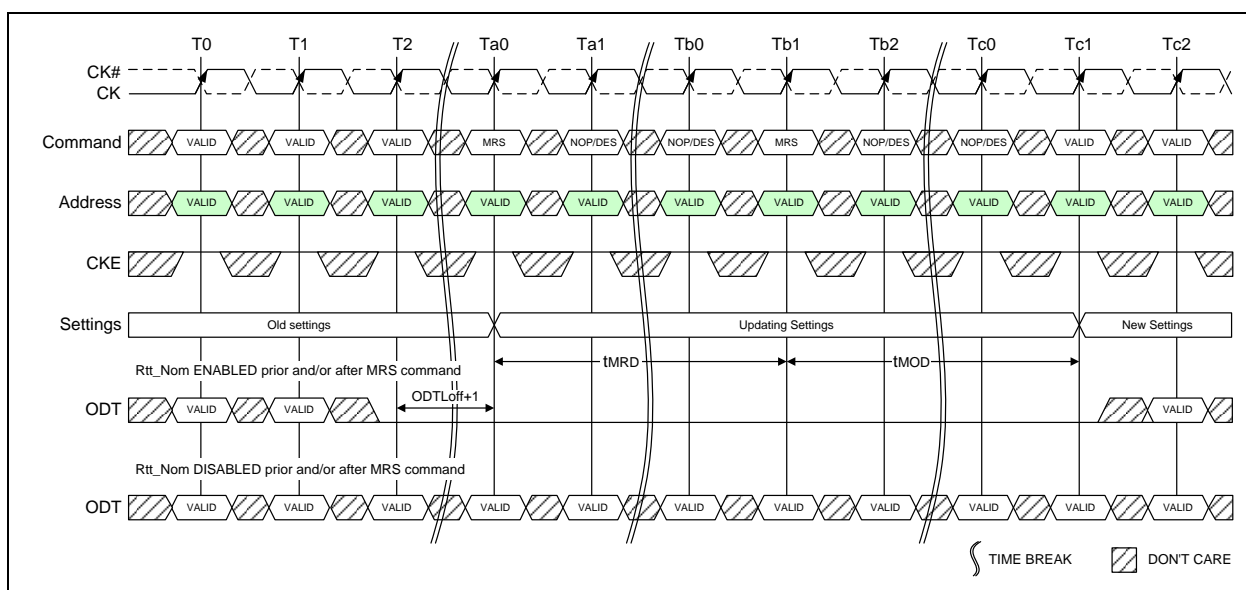 T0 T1 T2 Ta0 Ta1 Tb0 Tb1 Tb2 Tc0 Tc1 Tc2
CK#
CK
Command VALID VALID VALID MRS NOP/DES NOP/DES MRS NOP/DES NOP/DES VALID VALID
Address VALID VALID VALID VALID VALID VALID VALID VALID VALID VALID VALID
CKE
Settings Old settings Updating Settings New Settings
tMRD tMOD
Rtt_Nom ENABLED prior and/or after MRS command
ODTLoff+1
ODT VALID VALID VALID
Rtt_Nom DISABLED prior and/or after MRS command
ODT VALID VALID VALID VALID VALID VALID VALID VALID VALID VALID VALID
TIME BREAK DON'T CARE